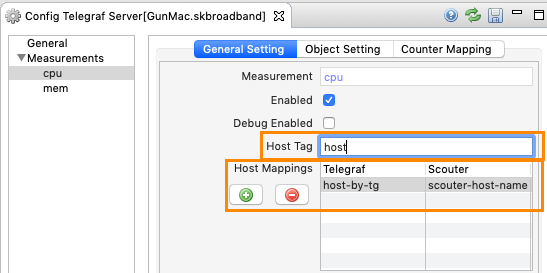 Config Telegraf Server[GunMac.skbroadband]
General
Measurements
cpu
mem
General Setting Object Setting Counter Mapping
Measurement cpu
Enabled
Debug Enabled
Host Tag host
Host Mappings Telegraf Scouter
host-by-tg scouter-host-name